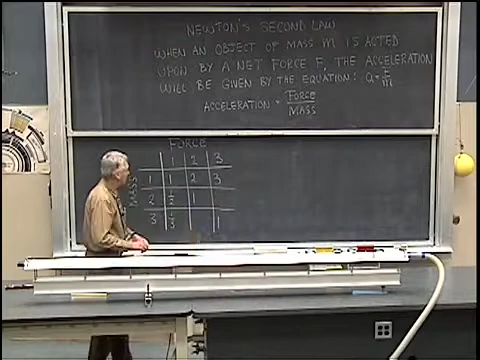 NEWTON'S SECOND LAW
WHEN AN OBJECT OF MASS M IS ACTED
UPON BY A NET FORCE F, THE ACCELERATION
WILL BE GIVEN BY THE EQUATION: a = F/m
ACCELERATION = FORCE/MASS
FORCE
1 2 3
MASS
1 1 2 3
2 1/2 1
3 1/3 1